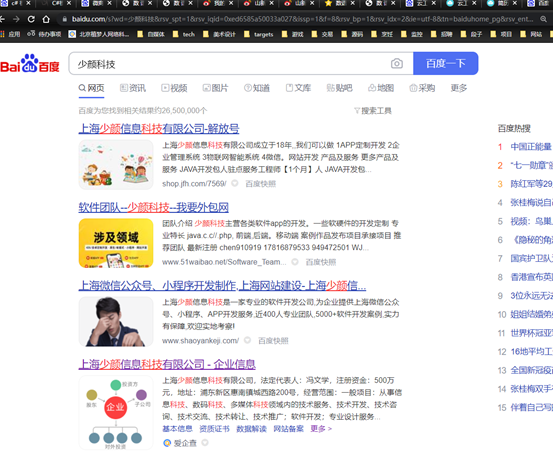 baidu.com/s?wd=少颜科技&rsv_spt=1&rsv_iqid=0xed6585a50033a027&issp=1&f=8&rsv_bp=1&rsv_idx=2&ie=utf-8&tn=baiduhome_pg&rsv_ent...
应用 待办事项 北京植梦人网络科... tech 美术设计 targets 游戏 交友 烹饪 监控 招聘 段子 项目
Bai du 百度 少颜科技 百度一下
网页 资讯 视频 图片 知道 文库 贴吧 地图 采购 更多
百度为您找到相关结果约26,500,000个 搜索工具
上海少颜信息科技有限公司-解放号
上海少颜信息科技有限公司成立于18年,我们可以做 1APP定制开发 2企
业管理系统 3物联网智能系统 4微信。网站开发 产品及服务 更多产品及
服务 JAVA开发包人驻点服务工程师【1个月】人 JAVA开发包...
shop.jfh.com/7569/ 百度快照
软件团队--少颜科技--我要外包网
团队介绍 少颜科技主营各类软件app的开发。一些软硬件的开发定制 专
业特长 java.c c//.php, 前端.后端。移动端 案例作品发布项目承接项目 推
荐团队 最新注册 chen910919 17816879533 949472501 WJ...
www.51waibao.net/Software_Team... 百度快照
上海微信公众号、小程序开发制作,上海网站建设-上海少颜信...
上海少颜信息科技是一家专业的软件开发公司,为企业提供上海微信公众
号、小程序、APP开发服务,近400人专业团队,5000+软件开发案例,实力
有保障,欢迎实地考察!
www.shaoyankeji.com/ 百度快照
上海少颜信息科技有限公司 - 企业信息
上海少颜信息科技有限公司，法定代表人：冯文学，注册资金：500万
元，地址：浦东新区惠南镇城西路200号，经营范围：一般项目：从事信
息科技、数码科技、多媒体科技领域内的技术服务、技术开发、技术咨
询、技术交流、技术转让、技术推广；软件开发；专业设计服务...
基本信息 资质证书 数据解读 网站备案 更多 >
爱企查
涉及领域
企业
投资方
股东
子公司
对外投资
百度热搜
1 中国正能量
2 “七一勋章”
3 陈红军等29
4 张桂梅说自己
5 视频：鸟巢
6 《隐秘的角
7 国宾护卫队
8 香港宣布英
9 3位永远无法
10 姐姐结婚弟
11 世界杯冠亚
12 16地平均工
13 全国新冠疫
14 张桂梅双手
15 伴着自己写